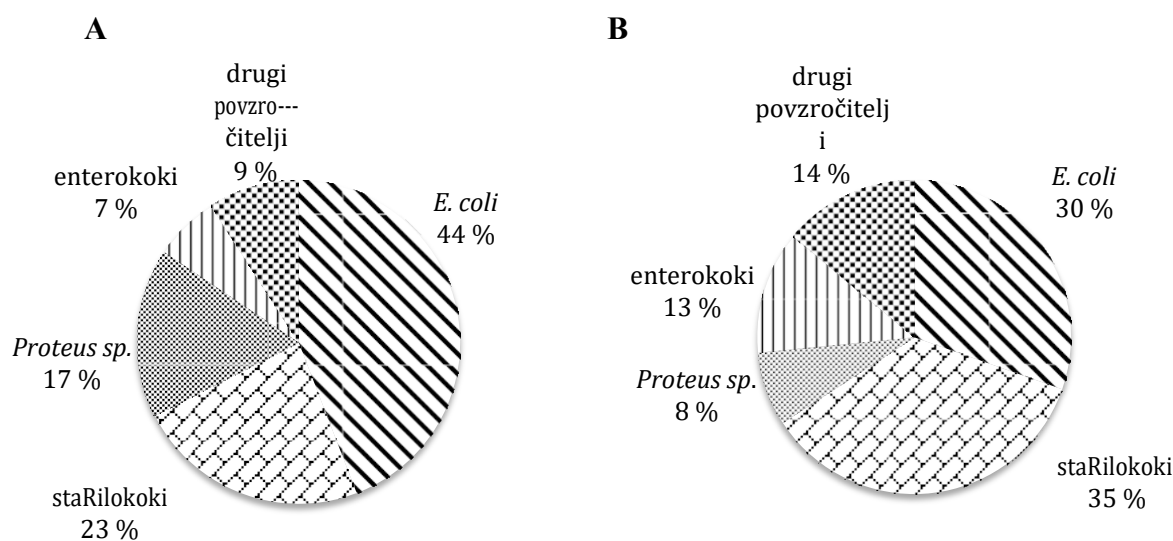 A
drugi
povzro---
čitelji
9 %
enterokoki
7 %
E. coli
44 %
Proteus sp.
17 %
staRilokoki
23 %
B
drugi
povzročitelj
i
14 %
E. coli
30 %
enterokoki
13 %
Proteus sp.
8 %
staRilokoki
35 %